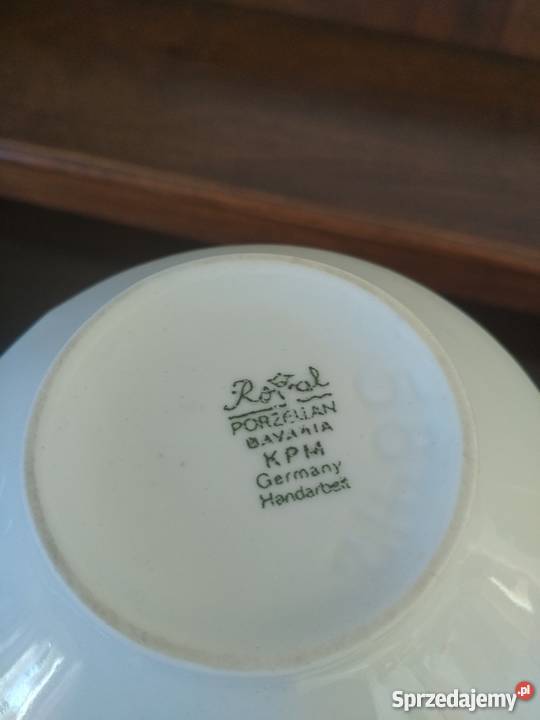 Royal
PORZELLAN
BAVARIA
KPM
Germany
Handarbeit
Sprzedajemy.pl